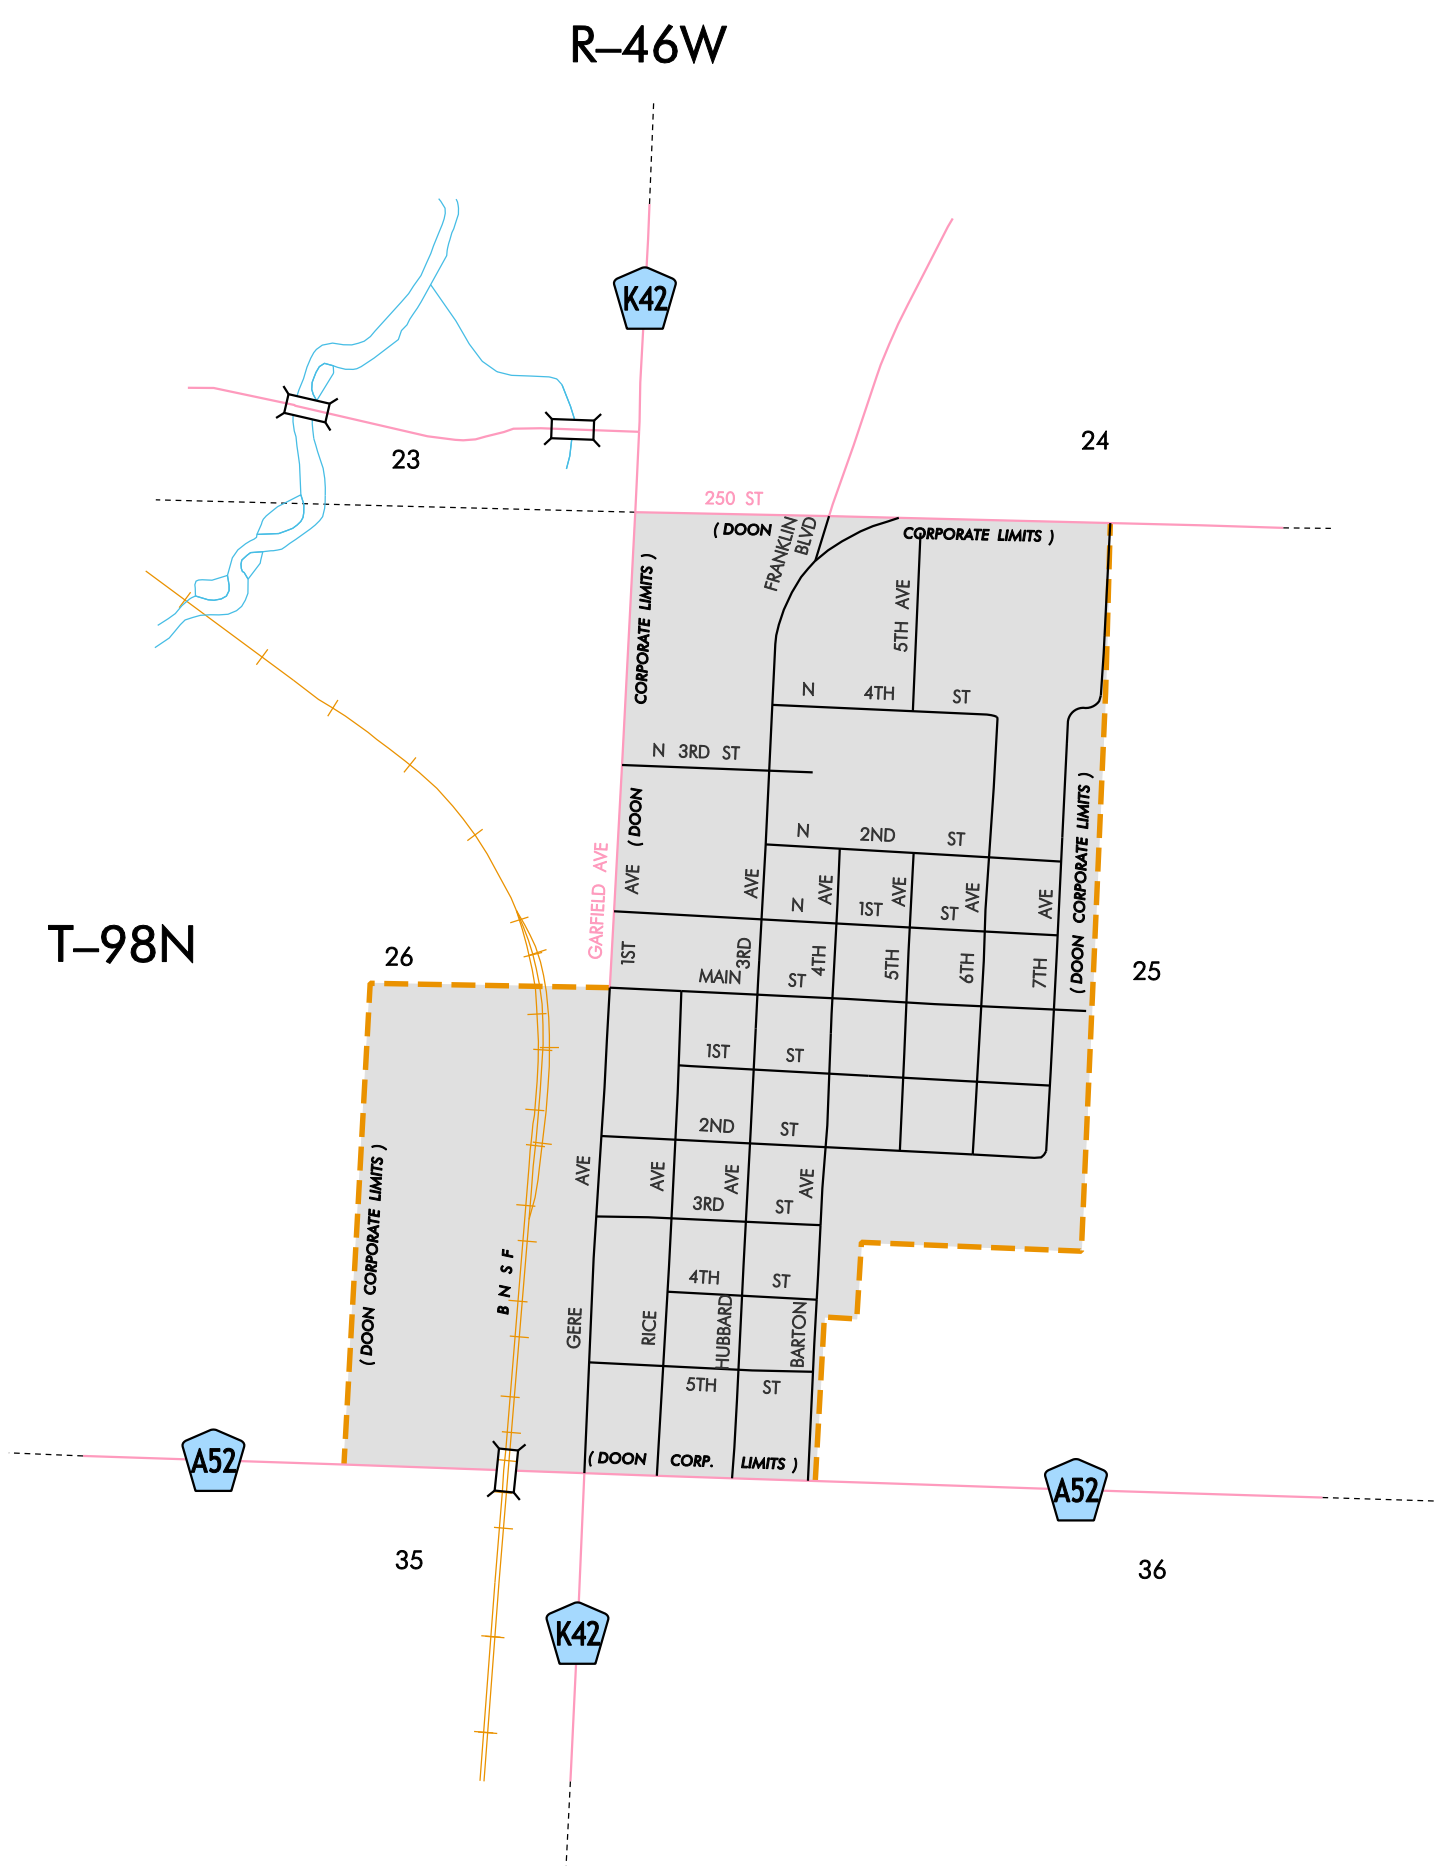 R–46W
K42
24
23
250 ST
( DOON CORPORATE LIMITS )
FRANKLIN
BLVD
( DOON CORPORATE LIMITS )
5TH AVE
N 4TH ST
N 3RD ST
N 2ND ST
GARFIELD AVE
1ST AVE
3RD AVE
4TH AVE
5TH AVE
6TH AVE
7TH AVE
( DOON CORPORATE LIMITS )
N 1ST ST
T–98N
26
25
MAIN ST
1ST ST
2ND ST
3RD ST
4TH ST
5TH ST
GERE AVE
RICE AVE
HUBBARD AVE
BARTON AVE
( DOON CORPORATE LIMITS )
BNSF
( DOON CORP. LIMITS )
A52
A52
35
36
K42